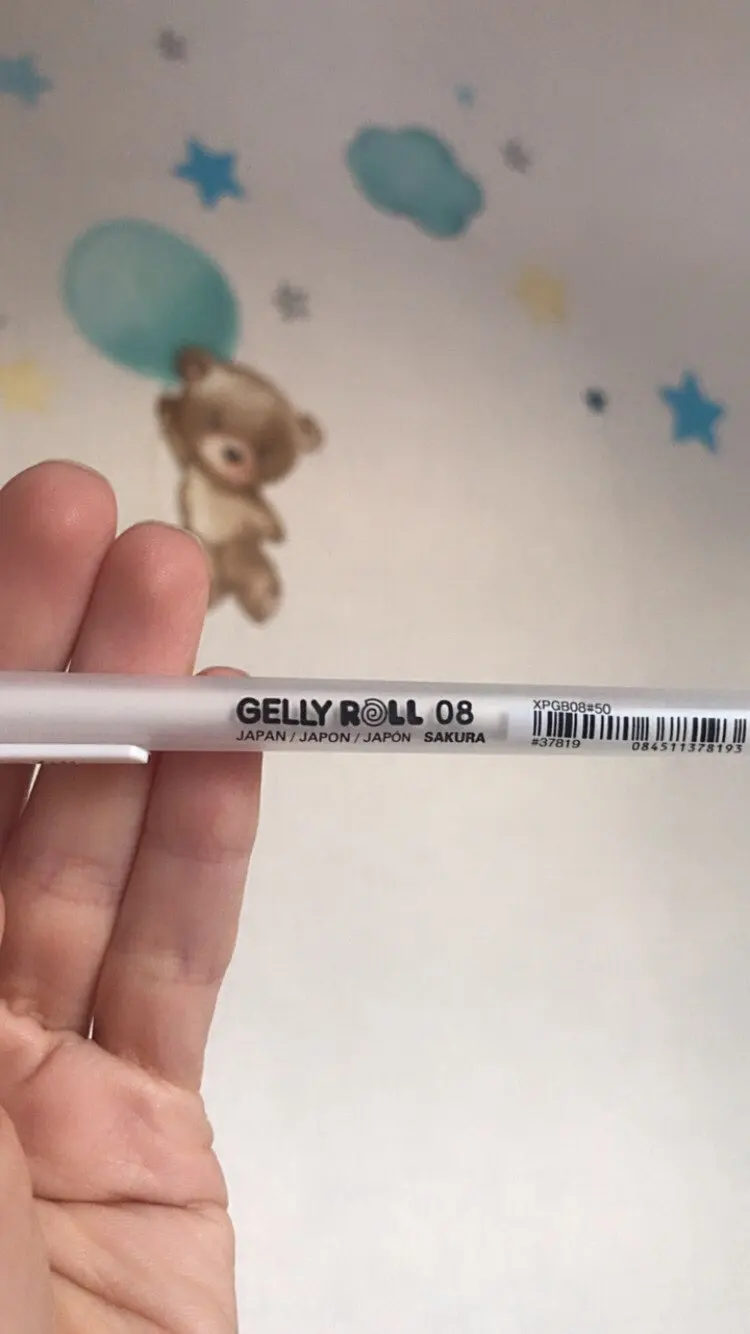 GELLY ROLL 08
JAPAN / JAPON / JAPÓN SAKURA
XPGB08#50
#37819 084511378193